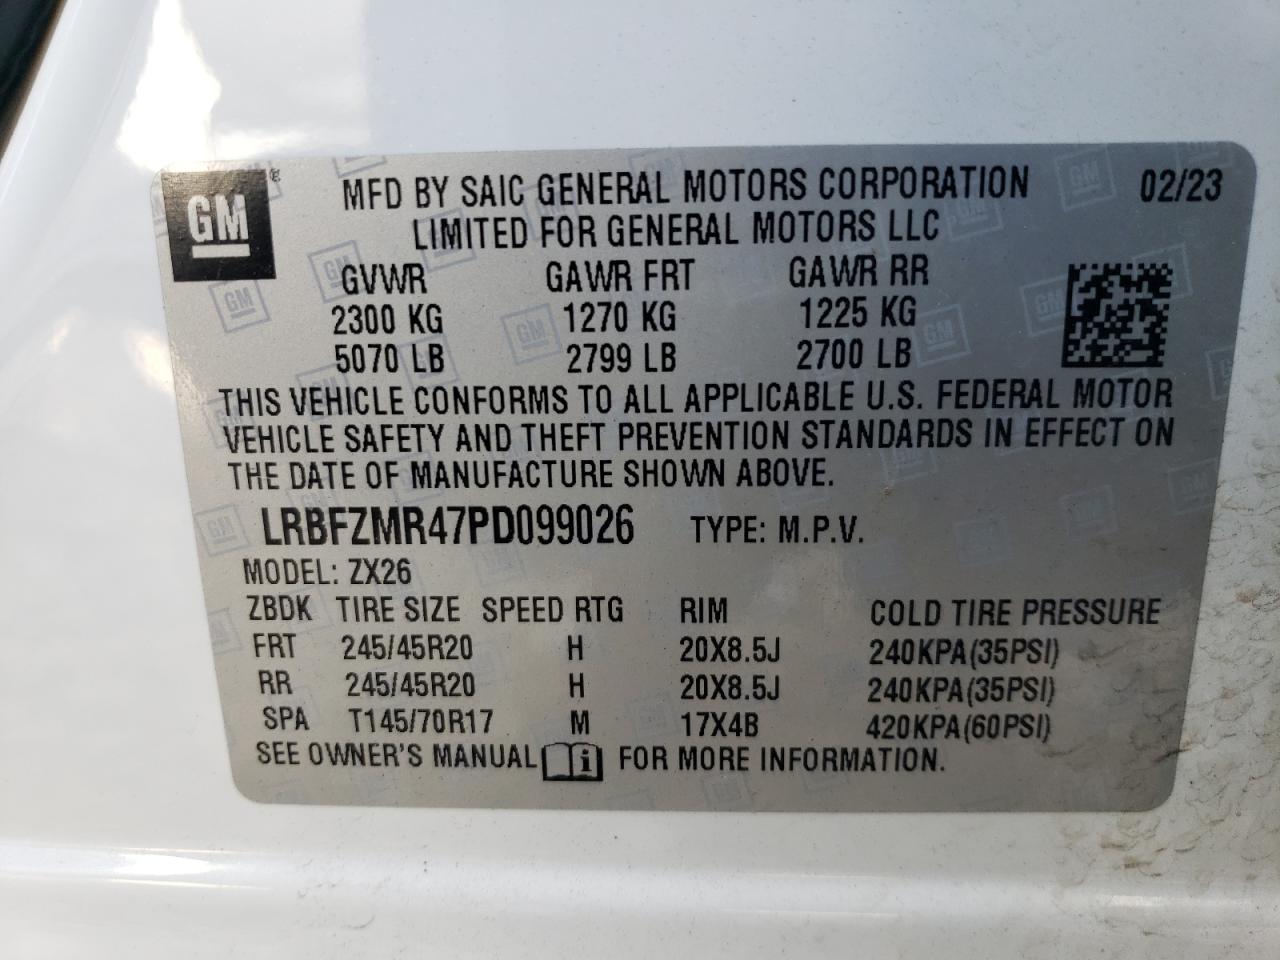 GM
MFD BY SAIC GENERAL MOTORS CORPORATION 02/23
LIMITED FOR GENERAL MOTORS LLC
GVWR GAWR FRT GAWR RR
2300 KG 1270 KG 1225 KG
5070 LB 2799 LB 2700 LB
THIS VEHICLE CONFORMS TO ALL APPLICABLE U.S. FEDERAL MOTOR
VEHICLE SAFETY AND THEFT PREVENTION STANDARDS IN EFFECT ON
THE DATE OF MANUFACTURE SHOWN ABOVE.
LRBFZMR47PD099026 TYPE: M.P.V.
MODEL: ZX26
ZBDK TIRE SIZE SPEED RTG RIM COLD TIRE PRESSURE
FRT 245/45R20 H 20X8.5J 240KPA(35PSI)
RR 245/45R20 H 20X8.5J 240KPA(35PSI)
SPA T145/70R17 M 17X4B 420KPA(60PSI)
SEE OWNER'S MANUAL i FOR MORE INFORMATION.